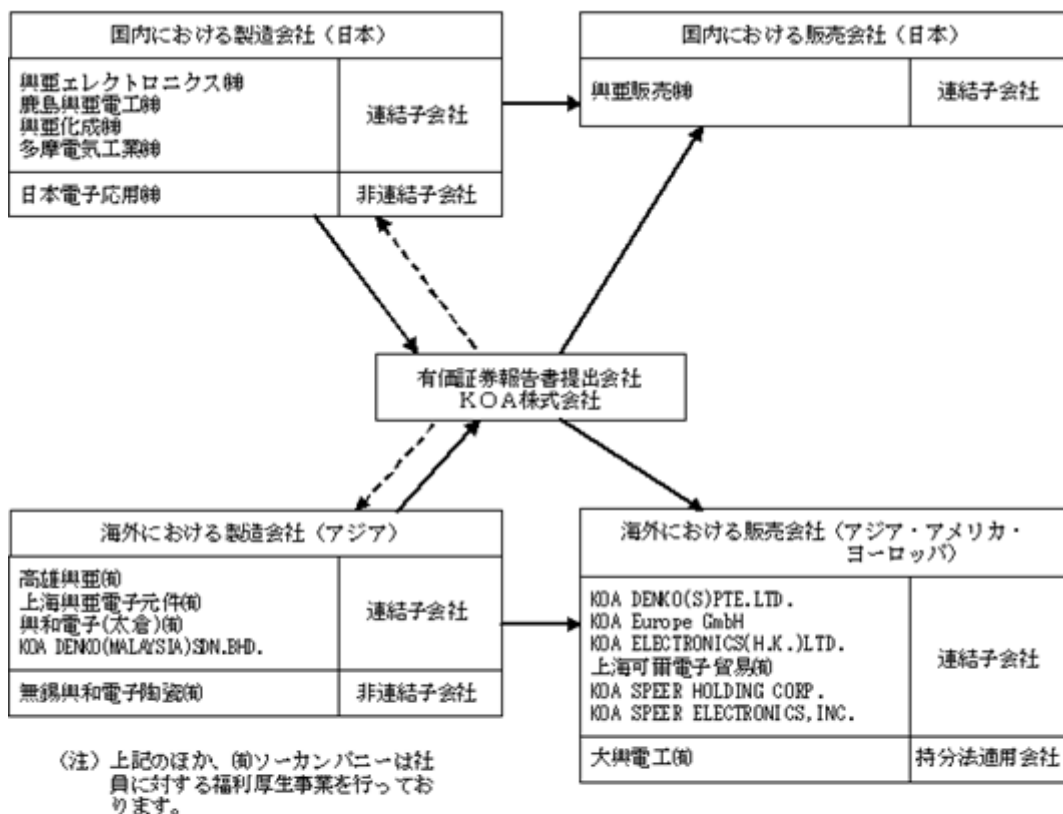 国内における製造会社（日本）
興亜エレクトロニクス㈱
鹿島興亜電工㈱
興亜化成㈱
多摩電気工業㈱
連結子会社
日本電子応用㈱
非連結子会社
国内における販売会社（日本）
興亜販売㈱
連結子会社
有価証券報告書提出会社
ＫＯＡ株式会社
海外における製造会社（アジア）
高雄興亜㈲
上海興亜電子元件㈲
興和電子(太倉)㈲
KOA DENKO(MALAYSIA)SDN.BHD.
連結子会社
無錫興和電子陶瓷㈲
非連結子会社
海外における販売会社（アジア・アメリカ・
ヨーロッパ）
KOA DENKO(S)PTE.LTD.
KOA Europe GmbH
KOA ELECTRONICS(H.K.)LTD.
上海可爾電子貿易㈲
KOA SPEER HOLDING CORP.
KOA SPEER ELECTRONICS,INC.
連結子会社
大興電工㈲
持分法適用会社
（注）上記のほか、㈲ソーカンパニーは社
員に対する福利厚生事業を行ってお
ります。